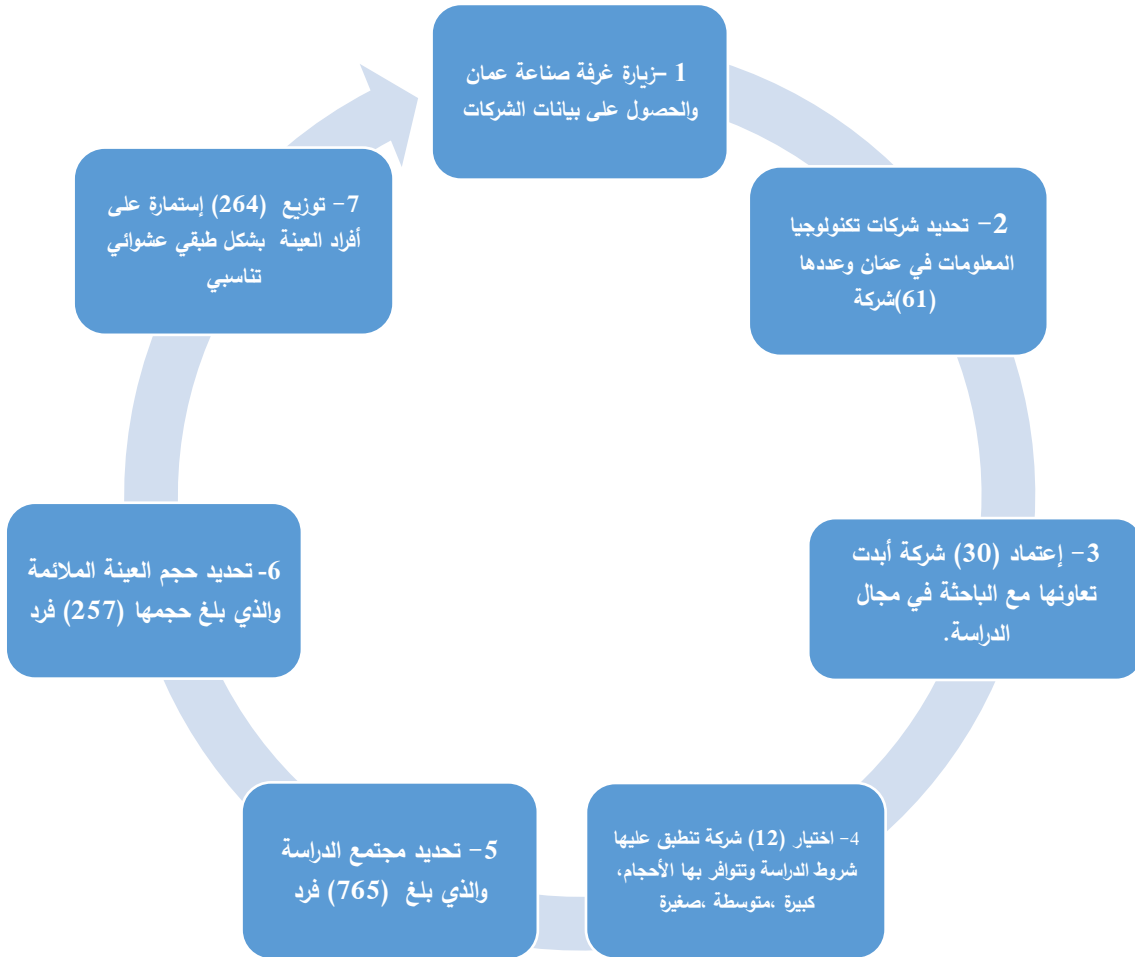 1 –زيارة غرفة صناعة عمان
والحصول على بيانات الشركات
2- تحديد شركات تكنولوجيا
المعلومات في عمَان وعددها
(61)شركة
3- إعتماد (30) شركة أبدت
تعاونها مع الباحثة في مجال
الدراسة.
4- اختيار (12) شركة تنطبق عليها
شروط الدراسة وتتوافر بها الأحجام،
كبيرة ،متوسطة ،صغيرة
5- تحديد مجتمع الدراسة
والذي بلغ (765) فرد
6- تحديد حجم العينة الملائمة
والذي بلغ حجمها (257) فرد
7- توزيع (264) إستمارة على
أفراد العينة بشكل طبقي عشوائي
تناسبي